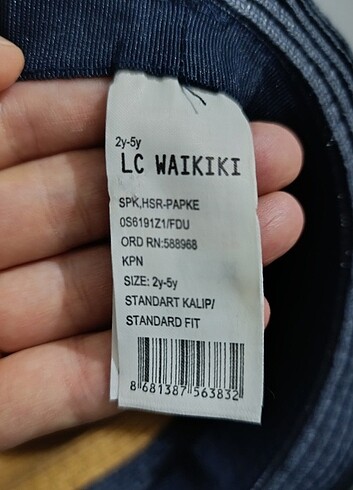 2y-5y
LC WAIKIKI
SPK,HSR-PAPKE
0S6191Z1/FDU
ORD RN:588968
KPN
SIZE: 2y-5y
STANDART KALIP/
STANDARD FIT
8 681387 563832